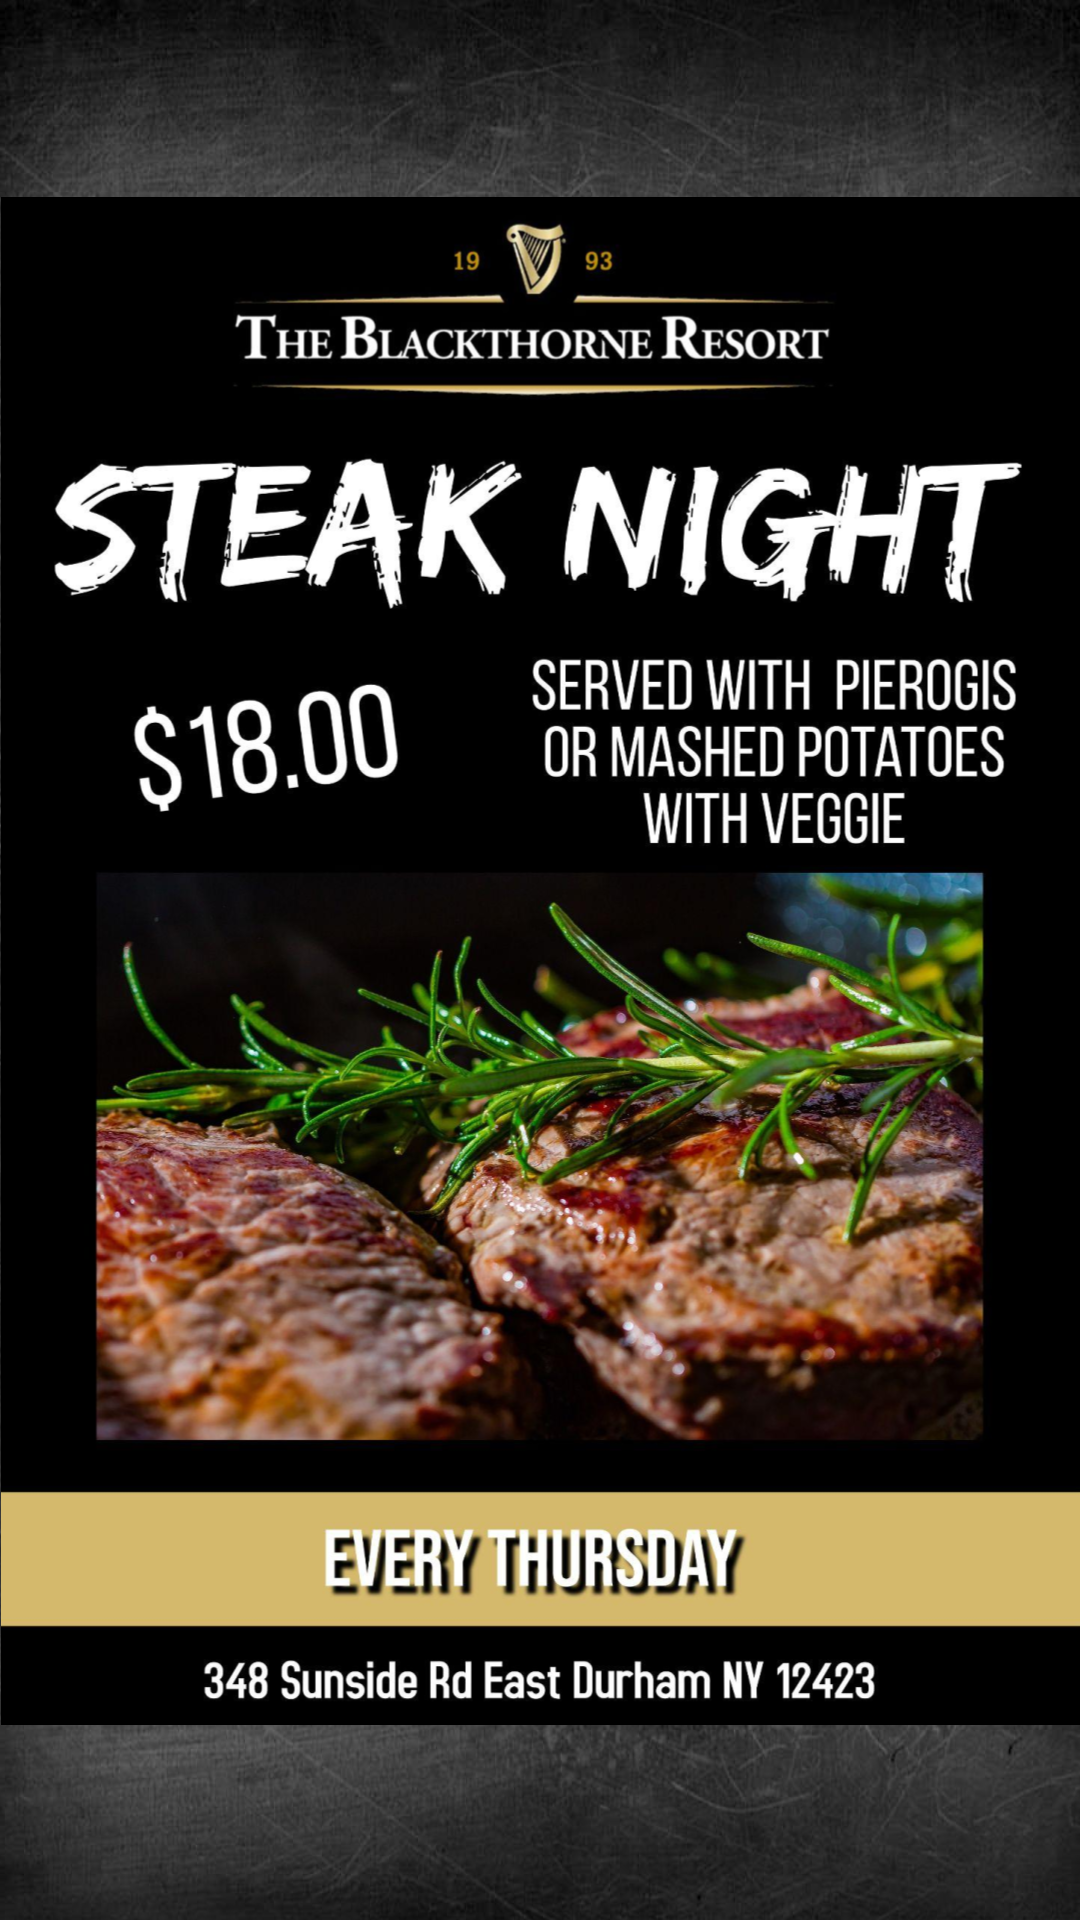 19 93
THE BLACKTHORNE RESORT
STEAK NIGHT
$18.00
SERVED WITH PIEROGIS
OR MASHED POTATOES
WITH VEGGIE
EVERY THURSDAY
348 Sunside Rd East Durham NY 12423